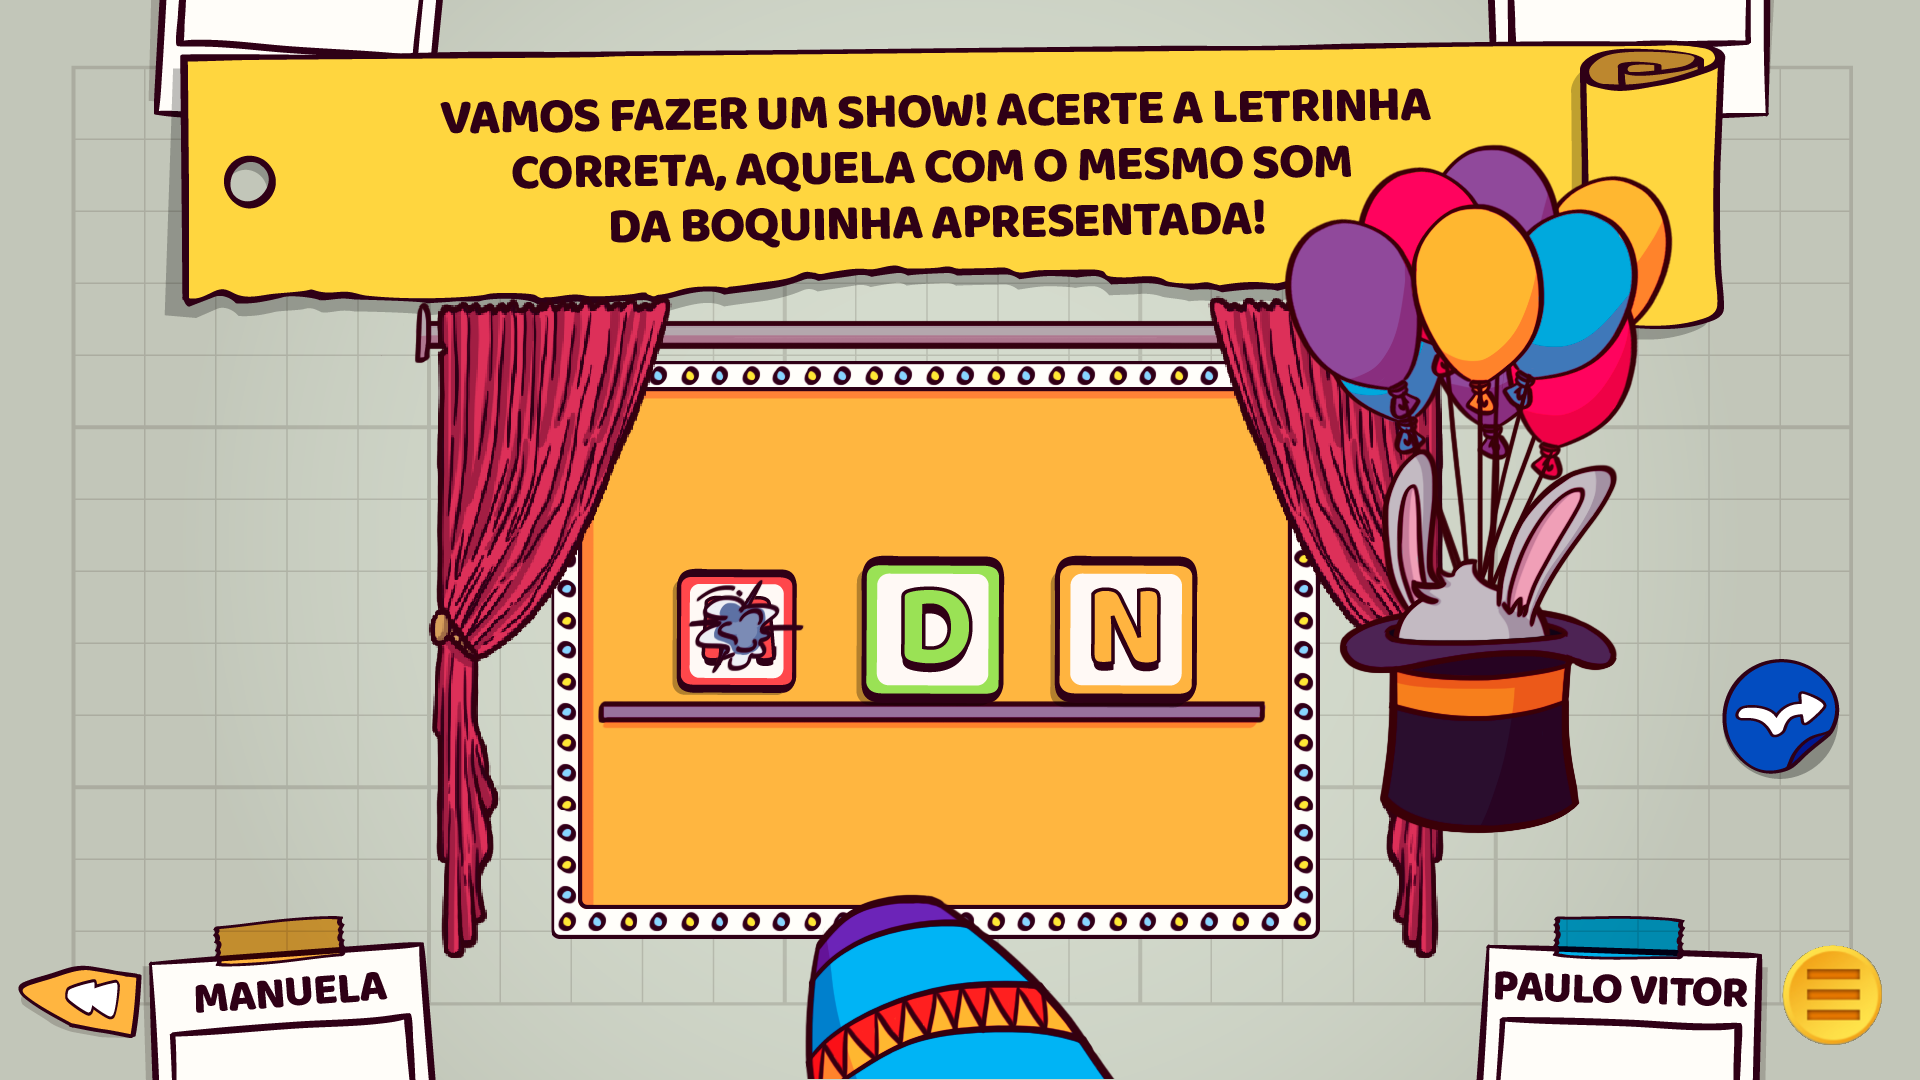 VAMOS FAZER UM SHOW! ACERTE A LETRINHA
CORRETA, AQUELA COM O MESMO SOM
DA BOQUINHA APRESENTADA!
D N
MANUELA
PAULO VITOR